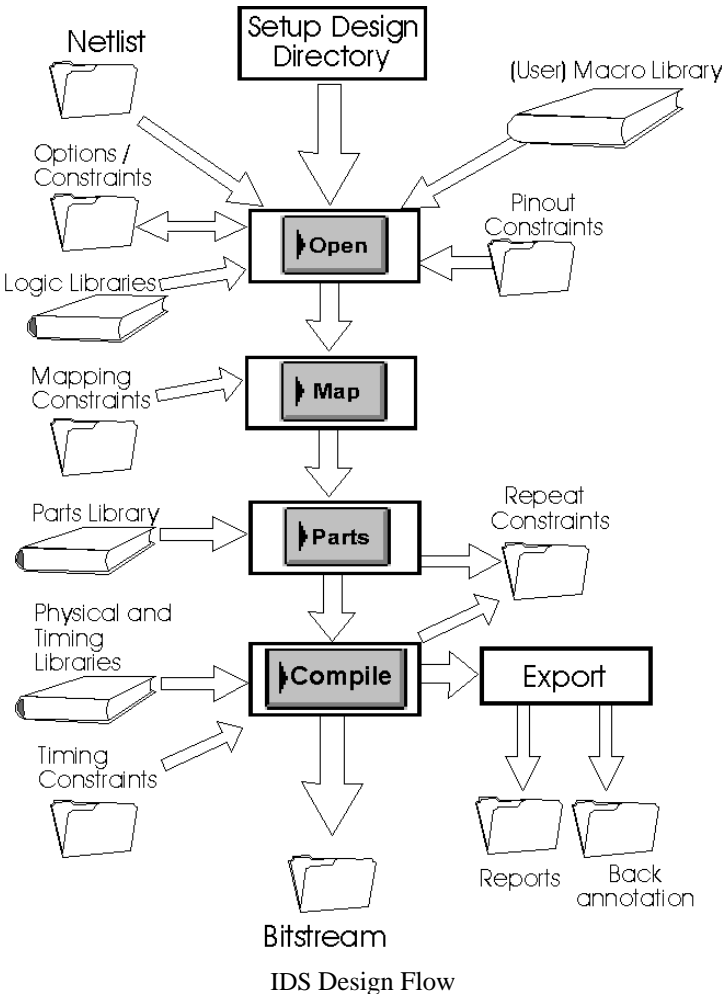 Netlist
Setup Design
Directory
(User) Macro Library
Options /
Constraints
Pinout
Constraints
Open
Logic Libraries
Mapping
Constraints
Map
Parts Library
Parts
Repeat
Constraints
Physical and
Timing
Libraries
Compile
Export
Timing
Constraints
Reports
Back
annotation
Bitstream
IDS Design Flow